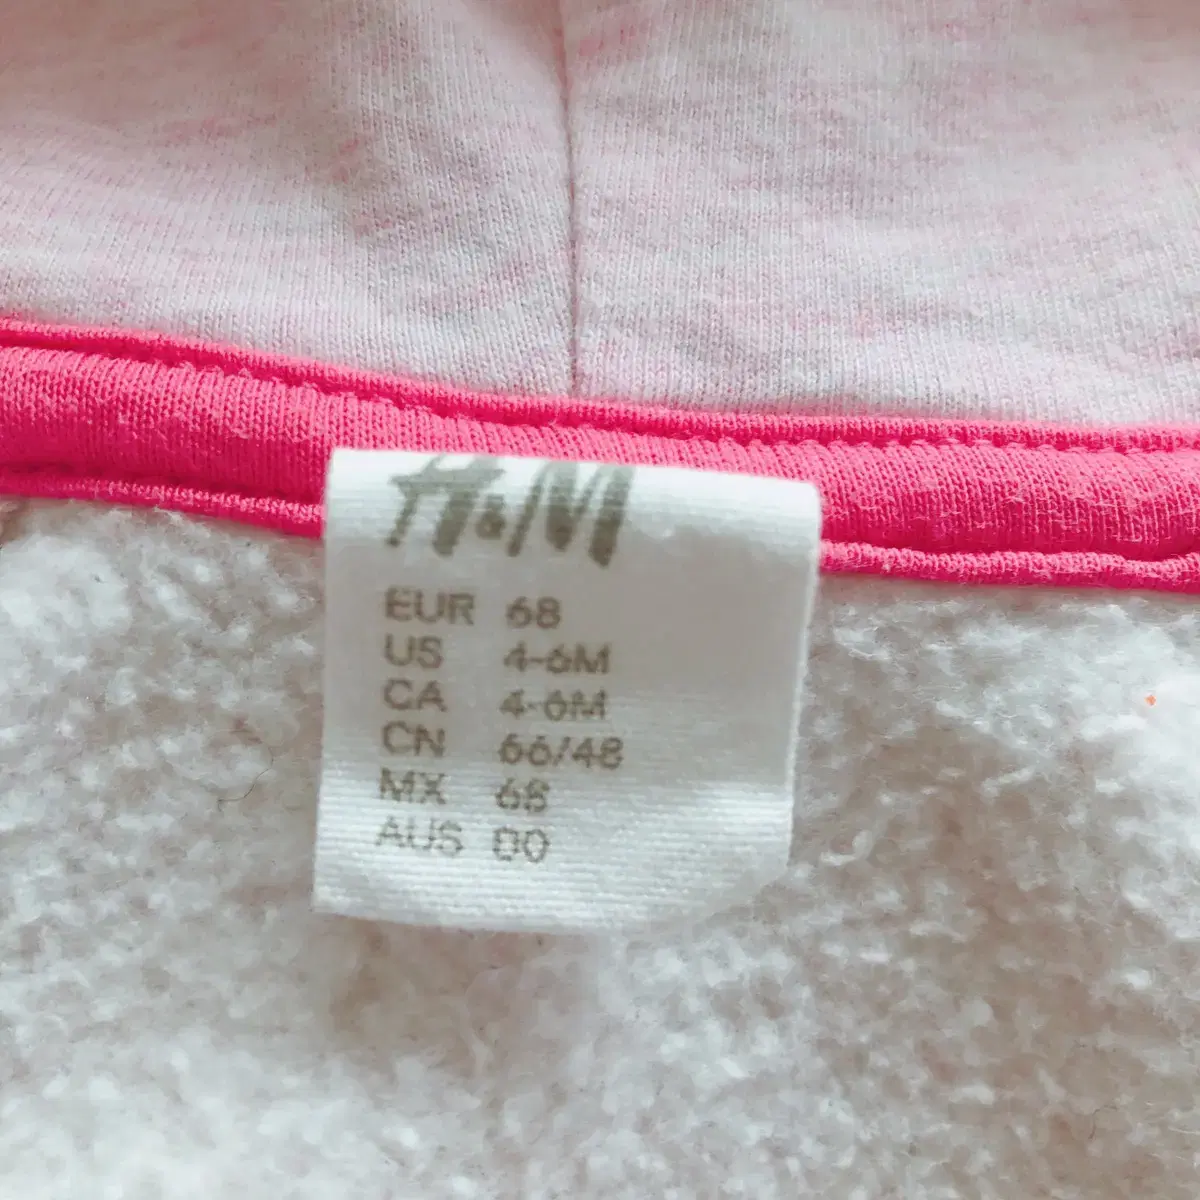 H&M
EUR 68
US 4-6M
CA 4-6M
CN 66/48
MX 68
AUS 00